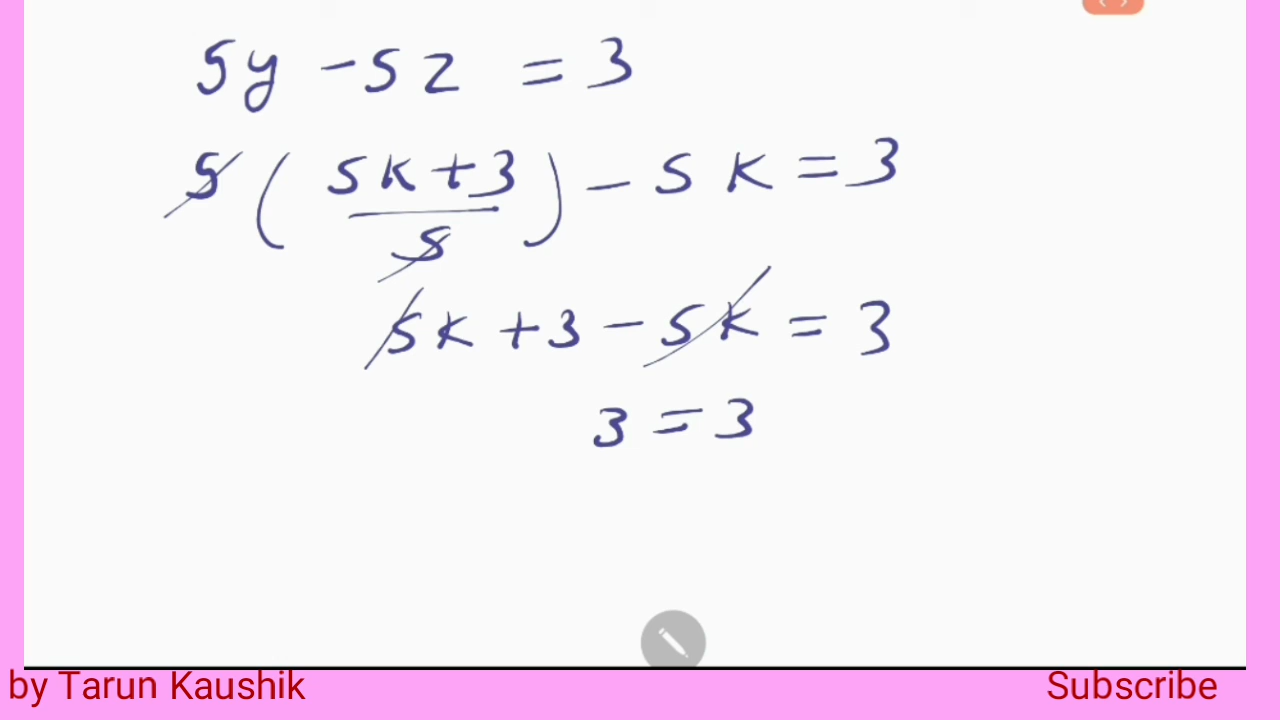 5y - 5z = 3
5 ( 5k+3 / 5 ) - 5k = 3
5k + 3 - 5k = 3
3 = 3
by Tarun Kaushik
Subscribe